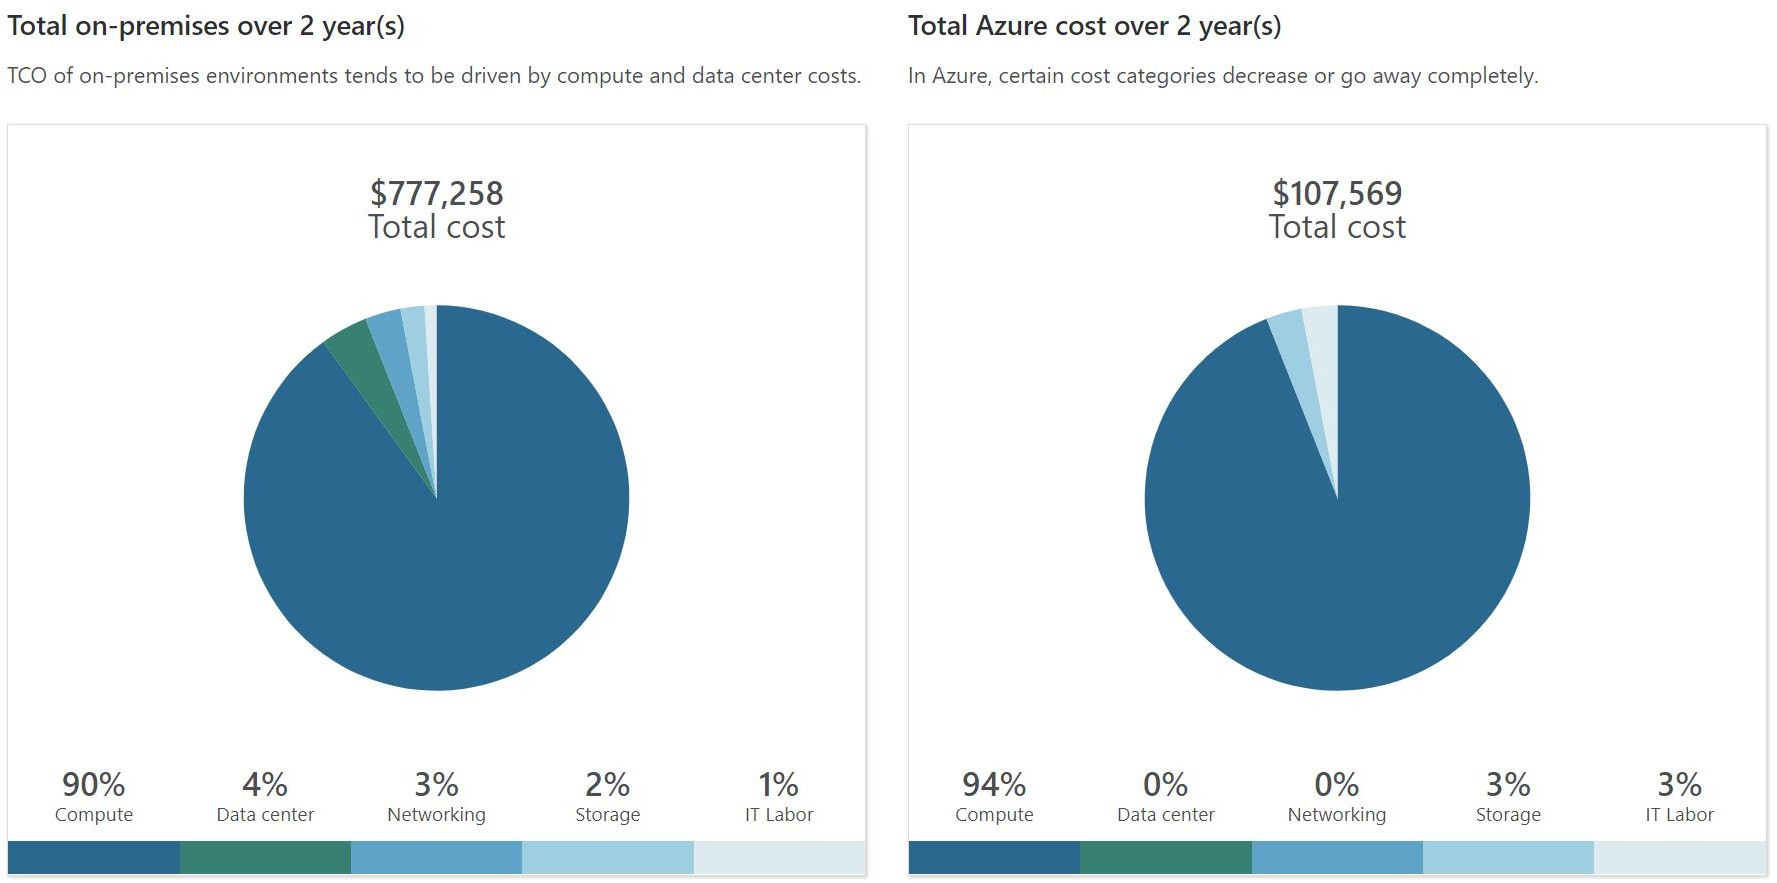 Total on-premises over 2 year(s)
TCO of on-premises environments tends to be driven by compute and data center costs.
$777,258
Total cost
90% 4% 3% 2% 1%
Compute Data center Networking Storage IT Labor
Total Azure cost over 2 year(s)
In Azure, certain cost categories decrease or go away completely.
$107,569
Total cost
94% 0% 0% 3% 3%
Compute Data center Networking Storage IT Labor